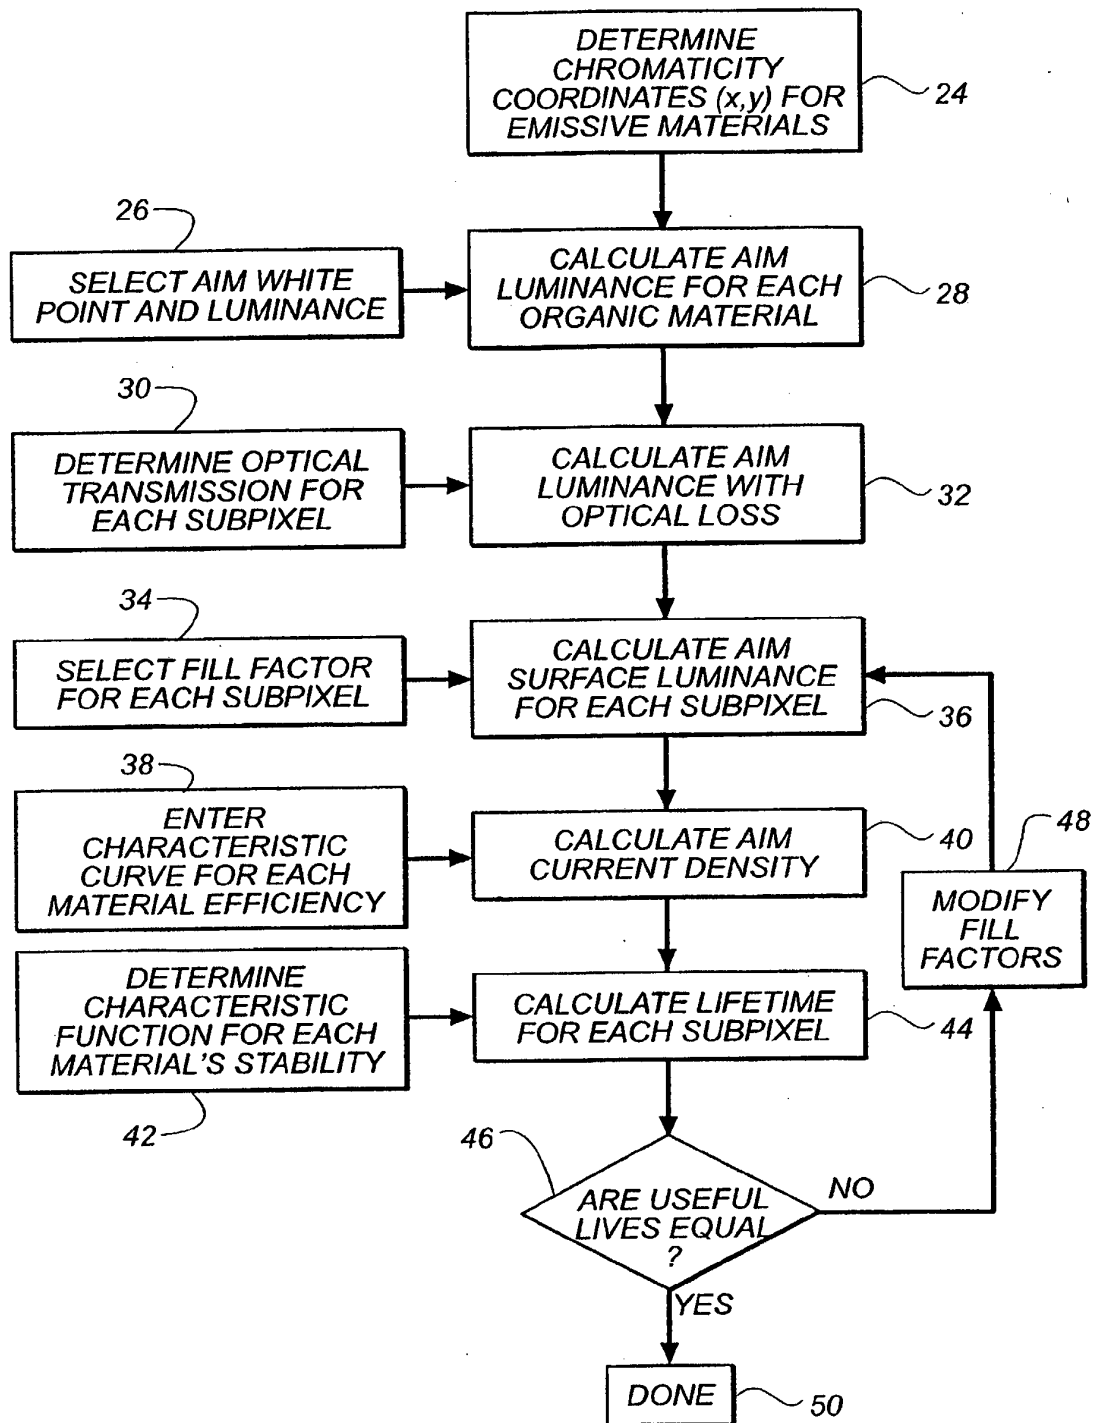 DETERMINE
CHROMATICITY
COORDINATES (x,y) FOR
EMISSIVE MATERIALS
24
26
SELECT AIM WHITE
POINT AND LUMINANCE
CALCULATE AIM
LUMINANCE FOR EACH
ORGANIC MATERIAL
28
30
DETERMINE OPTICAL
TRANSMISSION FOR
EACH SUBPIXEL
CALCULATE AIM
LUMINANCE WITH
OPTICAL LOSS
32
34
SELECT FILL FACTOR
FOR EACH SUBPIXEL
CALCULATE AIM
SURFACE LUMINANCE
FOR EACH SUBPIXEL
36
38
ENTER
CHARACTERISTIC
CURVE FOR EACH
MATERIAL EFFICIENCY
CALCULATE AIM
CURRENT DENSITY
40
48
MODIFY
FILL
FACTORS
DETERMINE
CHARACTERISTIC
FUNCTION FOR EACH
MATERIAL'S STABILITY
42
CALCULATE LIFETIME
FOR EACH SUBPIXEL
44
46
ARE USEFUL
LIVES EQUAL
?
NO
YES
DONE
50